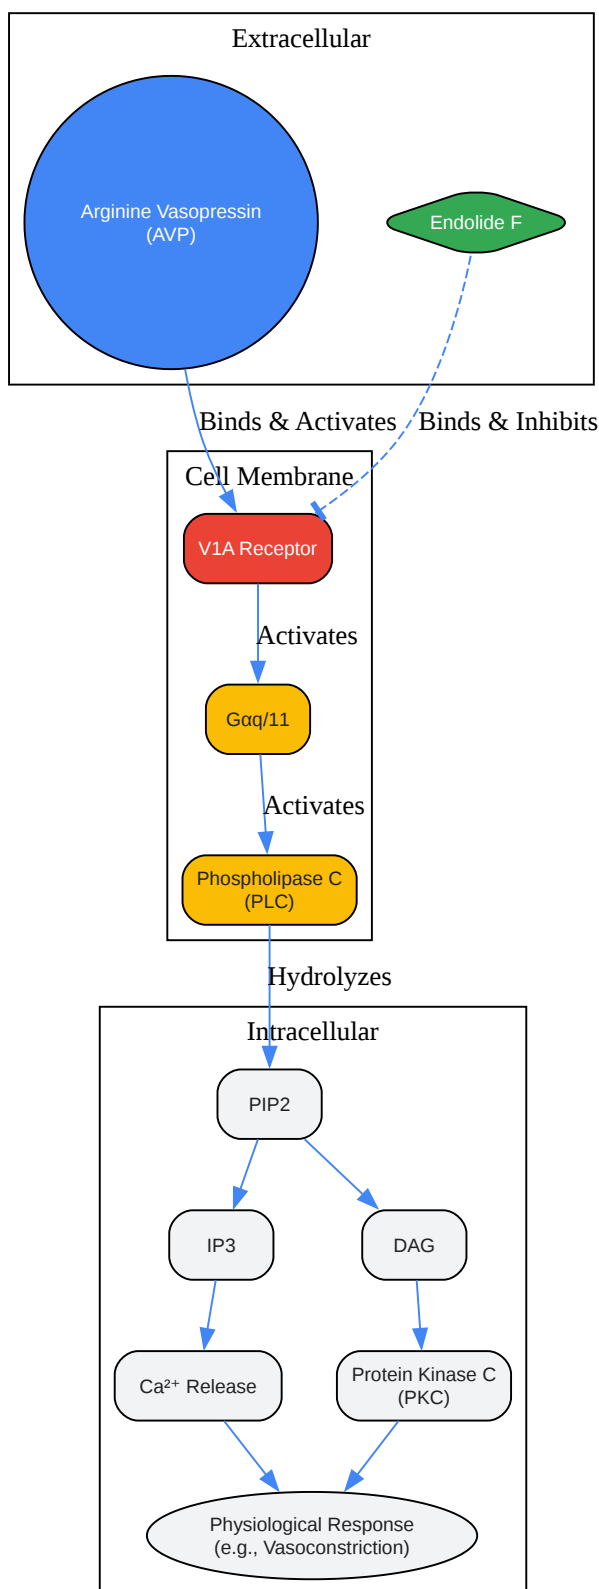 Extracellular
Arginine Vasopressin
(AVP)
Endolide F
Binds & Activates
Binds & Inhibits
Cell Membrane
V1A Receptor
Activates
Gαq/11
Activates
Phospholipase C
(PLC)
Hydrolyzes
Intracellular
PIP2
IP3
DAG
Ca²⁺ Release
Protein Kinase C
(PKC)
Physiological Response
(e.g., Vasoconstriction)